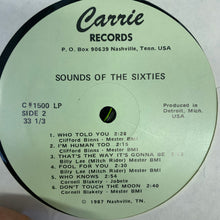 Carrie
RECORDS
P. O. Box 90639 Nashville, Tenn. USA
SOUNDS OF THE SIXTIES
1500 LP
SIDE 2
33 1/3
Produced in
Detroit, Mich.
USA
1. WHO TOLD YOU 2:28
Clifford Binns - Mester BMI
2. I'M HUMAN TOO 2:15
Clifford Binns - Mester BMI
3. THAT'S THE WAY IT'S GONNA BE
Billy Lee (Mitch Rider) Mester BMI
4. FOOL FOR YOU 2:30
Billy Lee (Mitch Rider) Mester BMI
5. WHO KNOWS 2:54
Cornell Blakely - Jobete
6. DON'T TOUCH THE MOON 2:40
Cornell Blakely - Mester BMI
© 1987 Nashville, TN.